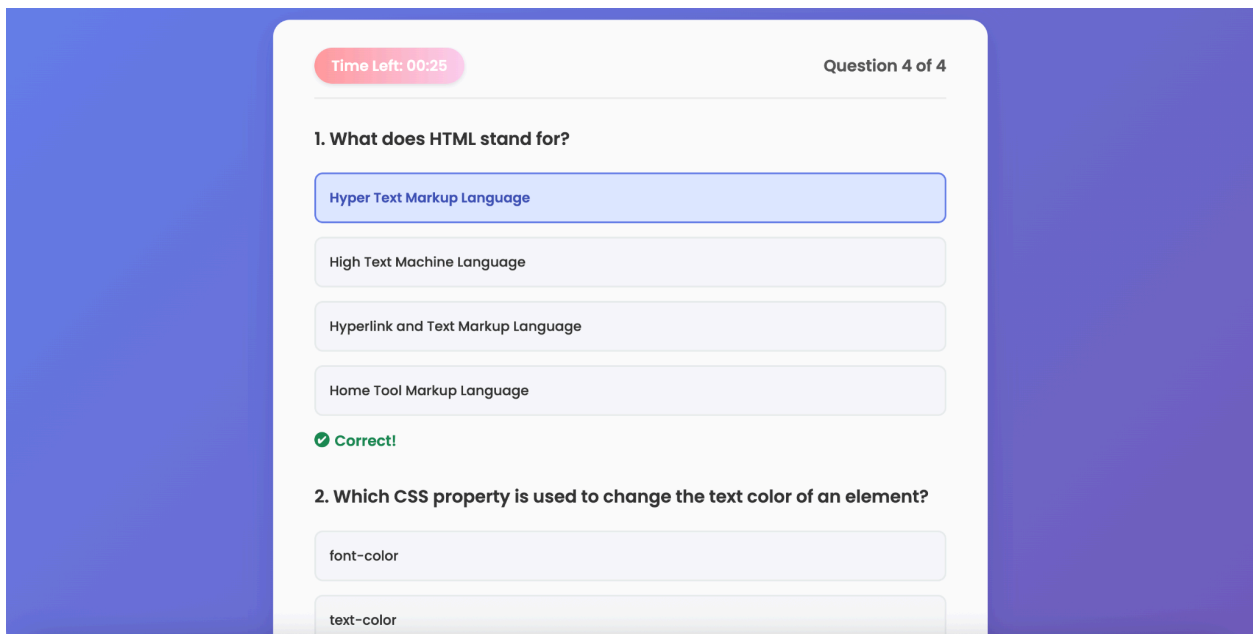 Time Left: 00:25
Question 4 of 4
1. What does HTML stand for?
Hyper Text Markup Language
High Text Machine Language
Hyperlink and Text Markup Language
Home Tool Markup Language
Correct!
2. Which CSS property is used to change the text color of an element?
font-color
text-color